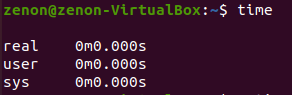 zenon@zenon-VirtualBox:~$ time
real 0m0.000s
user 0m0.000s
sys 0m0.000s